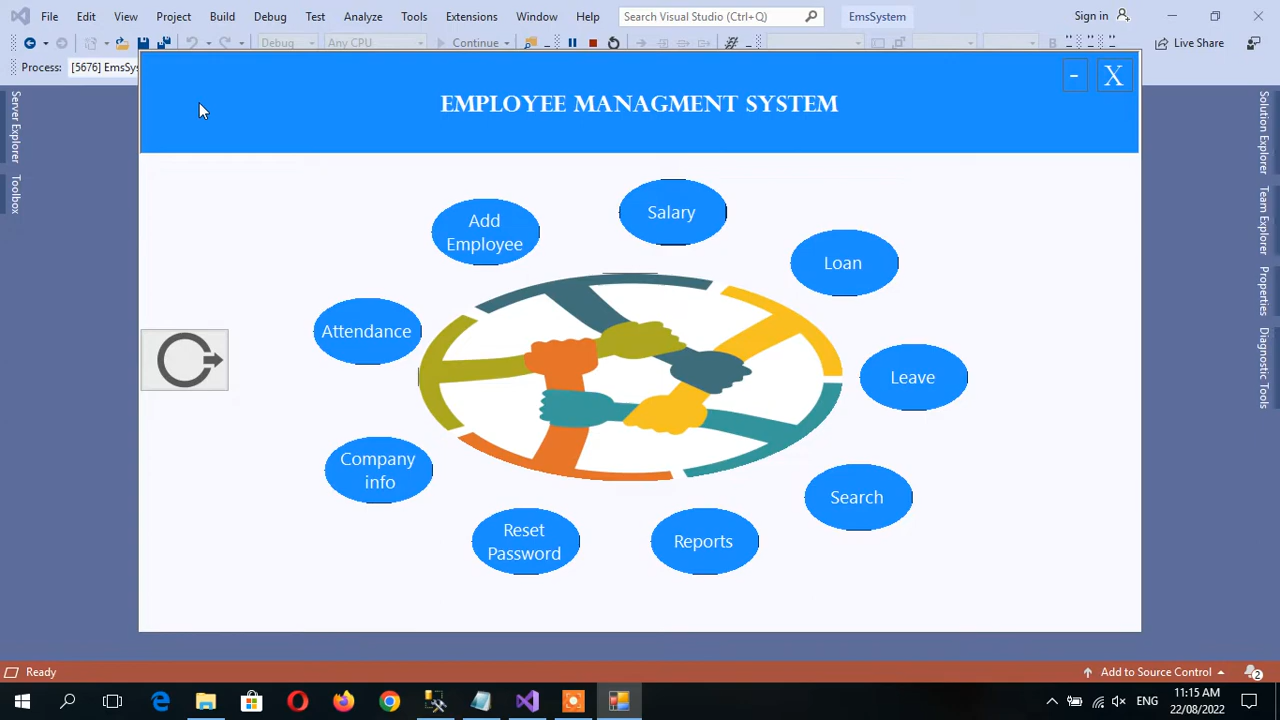 File Edit View Project Build Debug Test Analyze Tools Extensions Window Help Search Visual Studio (Ctrl+Q) EmsSystem Sign in
Debug Any CPU Continue Live Share
Process: [5676] EmsSy
EMPLOYEE MANAGMENT SYSTEM
- X
Server Explorer
Toolbox
Solution Explorer
Team Explorer
Properties
Diagnostic Tools
Salary
Add
Employee
Loan
Attendance
Leave
Company
info
Search
Reset
Password
Reports
Ready Add to Source Control 2
ENG 11:15 AM
22/08/2022